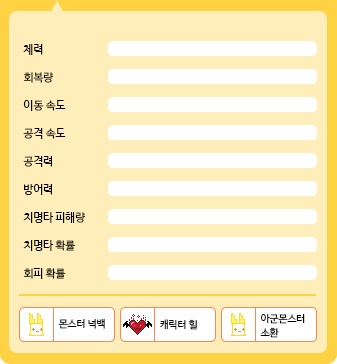 체력
회복량
이동 속도
공격 속도
공격력
방어력
치명타 피해량
치명타 확률
회피 확률
몬스터 넉백
캐릭터 힐
아군몬스터
소환